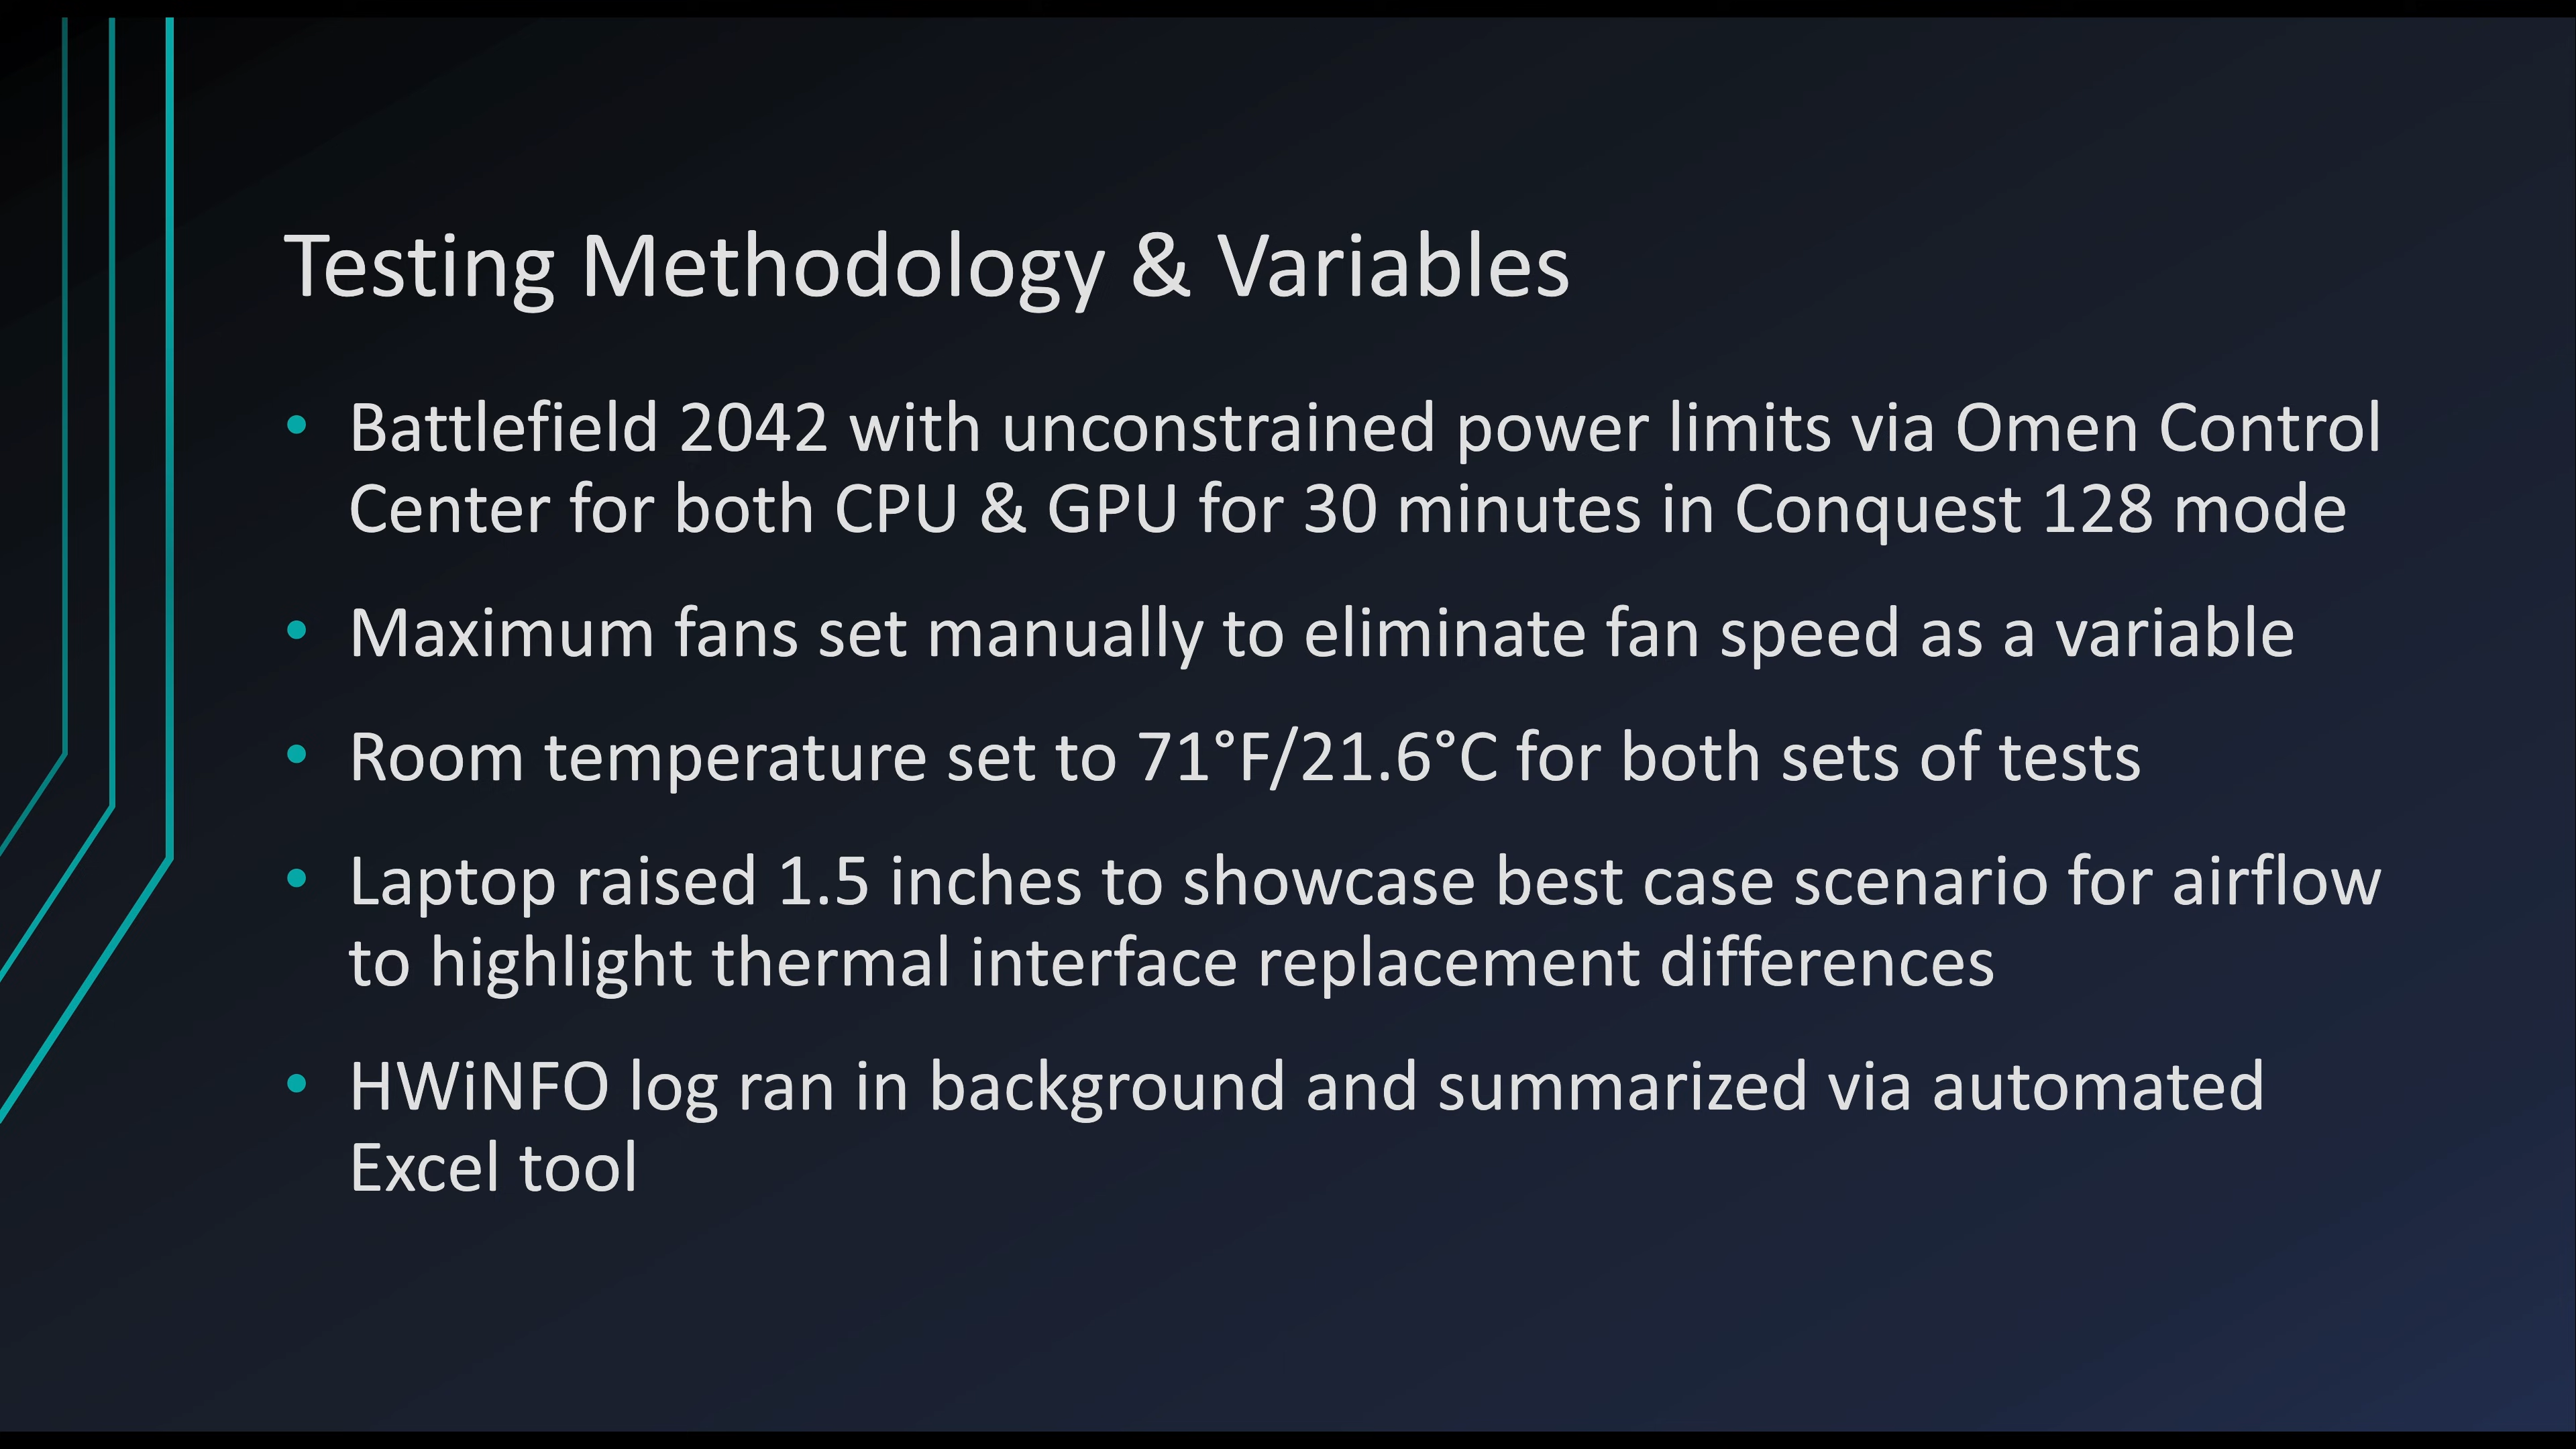 Testing Methodology & Variables
• Battlefield 2042 with unconstrained power limits via Omen Control
Center for both CPU & GPU for 30 minutes in Conquest 128 mode
• Maximum fans set manually to eliminate fan speed as a variable
• Room temperature set to 71°F/21.6°C for both sets of tests
• Laptop raised 1.5 inches to showcase best case scenario for airflow
to highlight thermal interface replacement differences
• HWiNFO log ran in background and summarized via automated
Excel tool